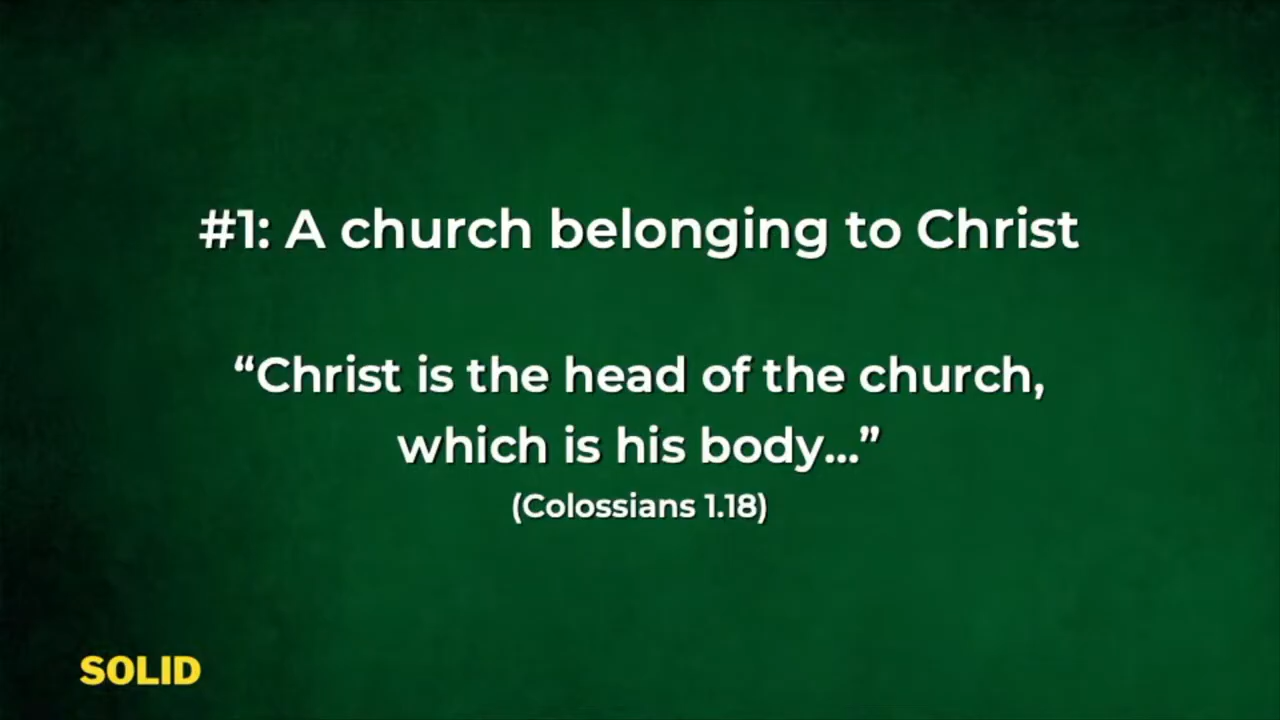 #1: A church belonging to Christ
“Christ is the head of the church,
which is his body...”
(Colossians 1.18)
SOLID